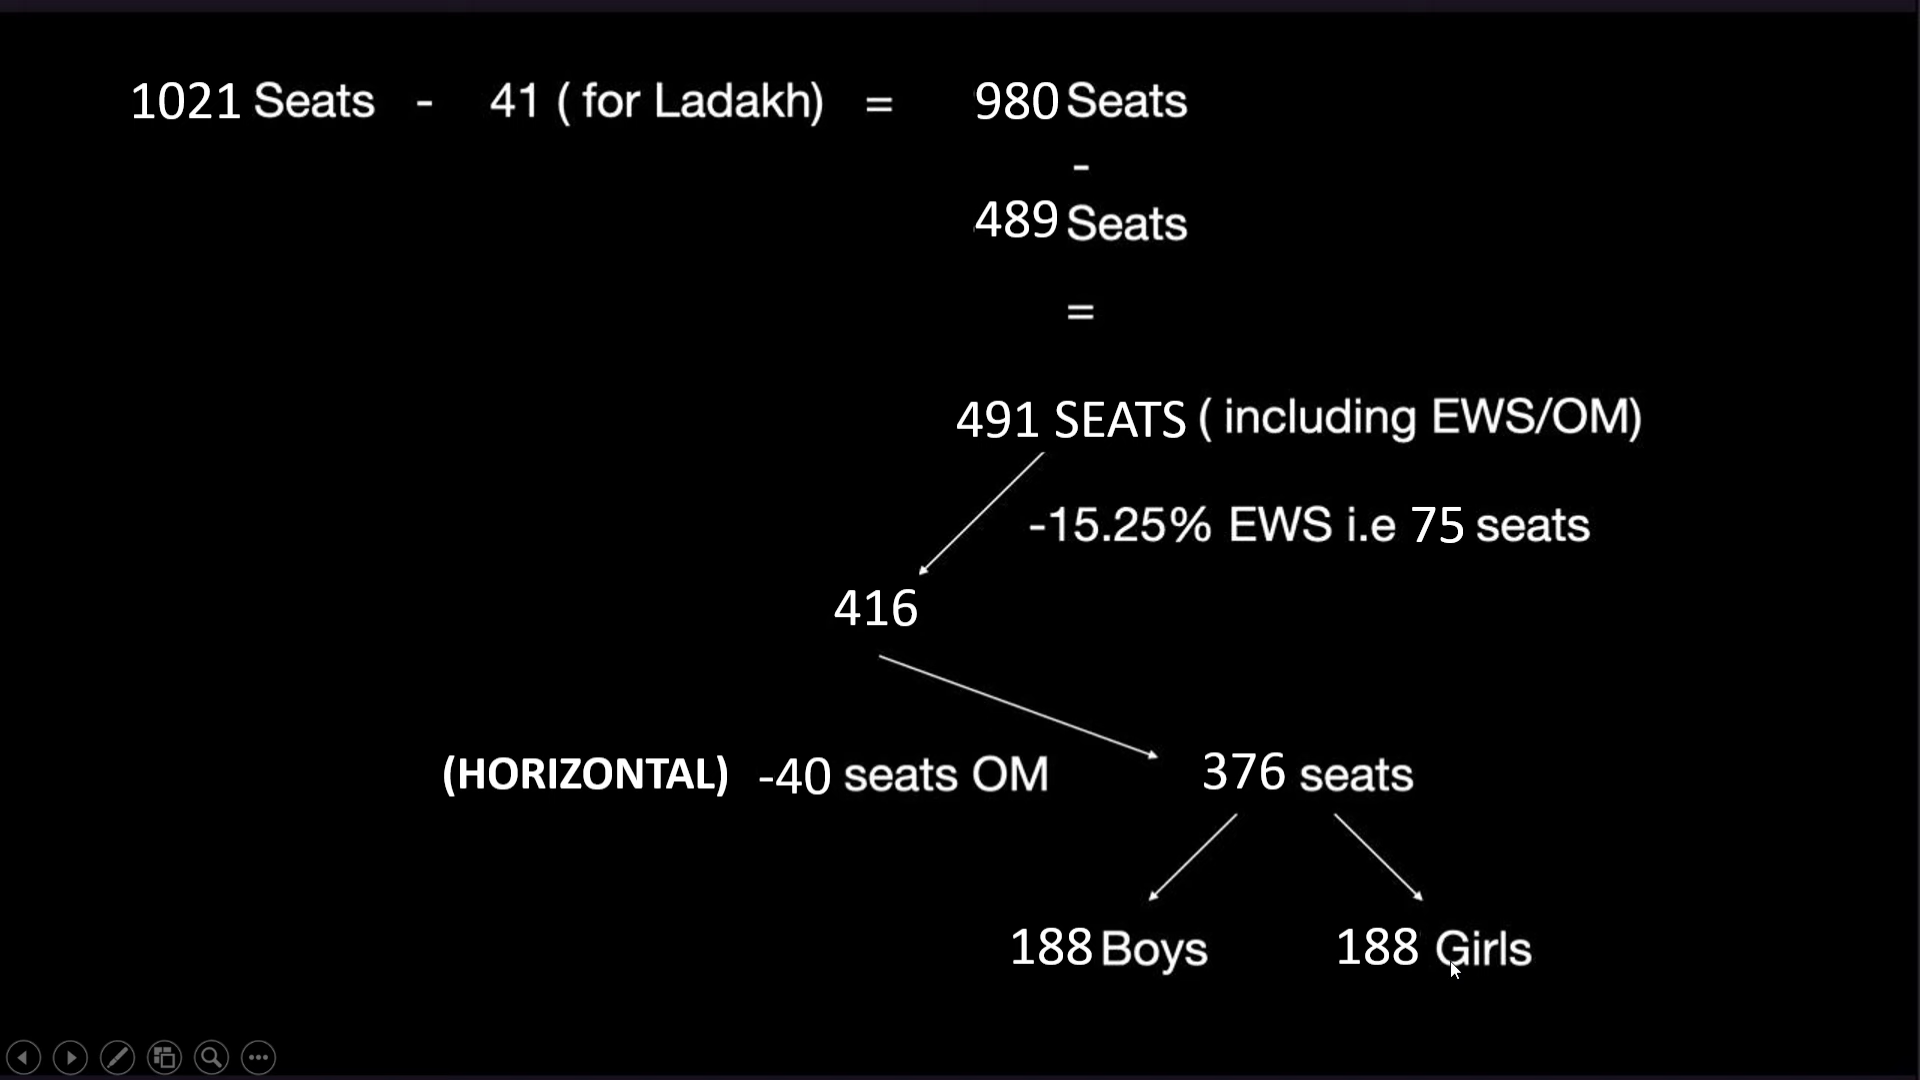 1021 Seats - 41 ( for Ladakh) = 980 Seats
-
489 Seats
=
491 SEATS ( including EWS/OM)
-15.25% EWS i.e 75 seats
416
(HORIZONTAL) -40 seats OM 376 seats
188 Boys 188 Girls